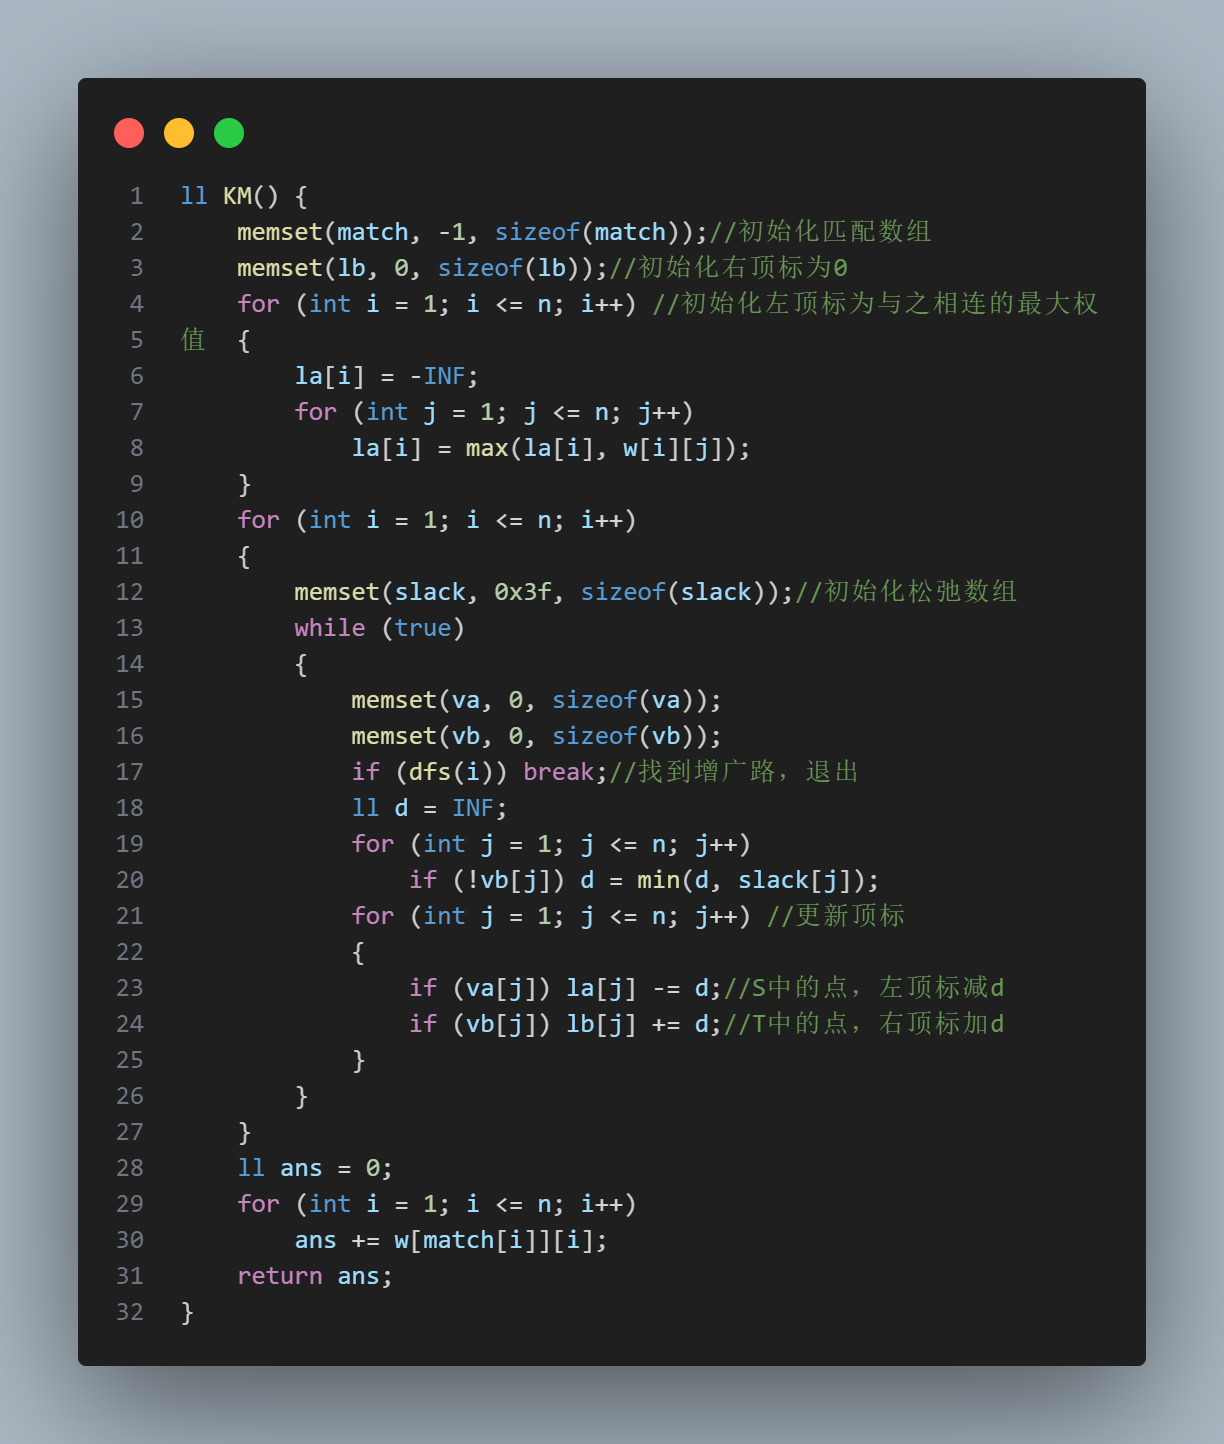 1 ll KM() {
2 memset(match, -1, sizeof(match));//初始化匹配数组
3 memset(lb, 0, sizeof(lb));//初始化右顶标为0
4 for (int i = 1; i <= n; i++) //初始化左顶标为与之相连的最大权
5 值 {
6 la[i] = -INF;
7 for (int j = 1; j <= n; j++)
8 la[i] = max(la[i], w[i][j]);
9 }
10 for (int i = 1; i <= n; i++)
11 {
12 memset(slack, 0x3f, sizeof(slack));//初始化松弛数组
13 while (true)
14 {
15 memset(va, 0, sizeof(va));
16 memset(vb, 0, sizeof(vb));
17 if (dfs(i)) break;//找到增广路，退出
18 ll d = INF;
19 for (int j = 1; j <= n; j++)
20 if (!vb[j]) d = min(d, slack[j]);
21 for (int j = 1; j <= n; j++) //更新顶标
22 {
23 if (va[j]) la[j] -= d;//S中的点，左顶标减d
24 if (vb[j]) lb[j] += d;//T中的点，右顶标加d
25 }
26 }
27 }
28 ll ans = 0;
29 for (int i = 1; i <= n; i++)
30 ans += w[match[i]][i];
31 return ans;
32 }